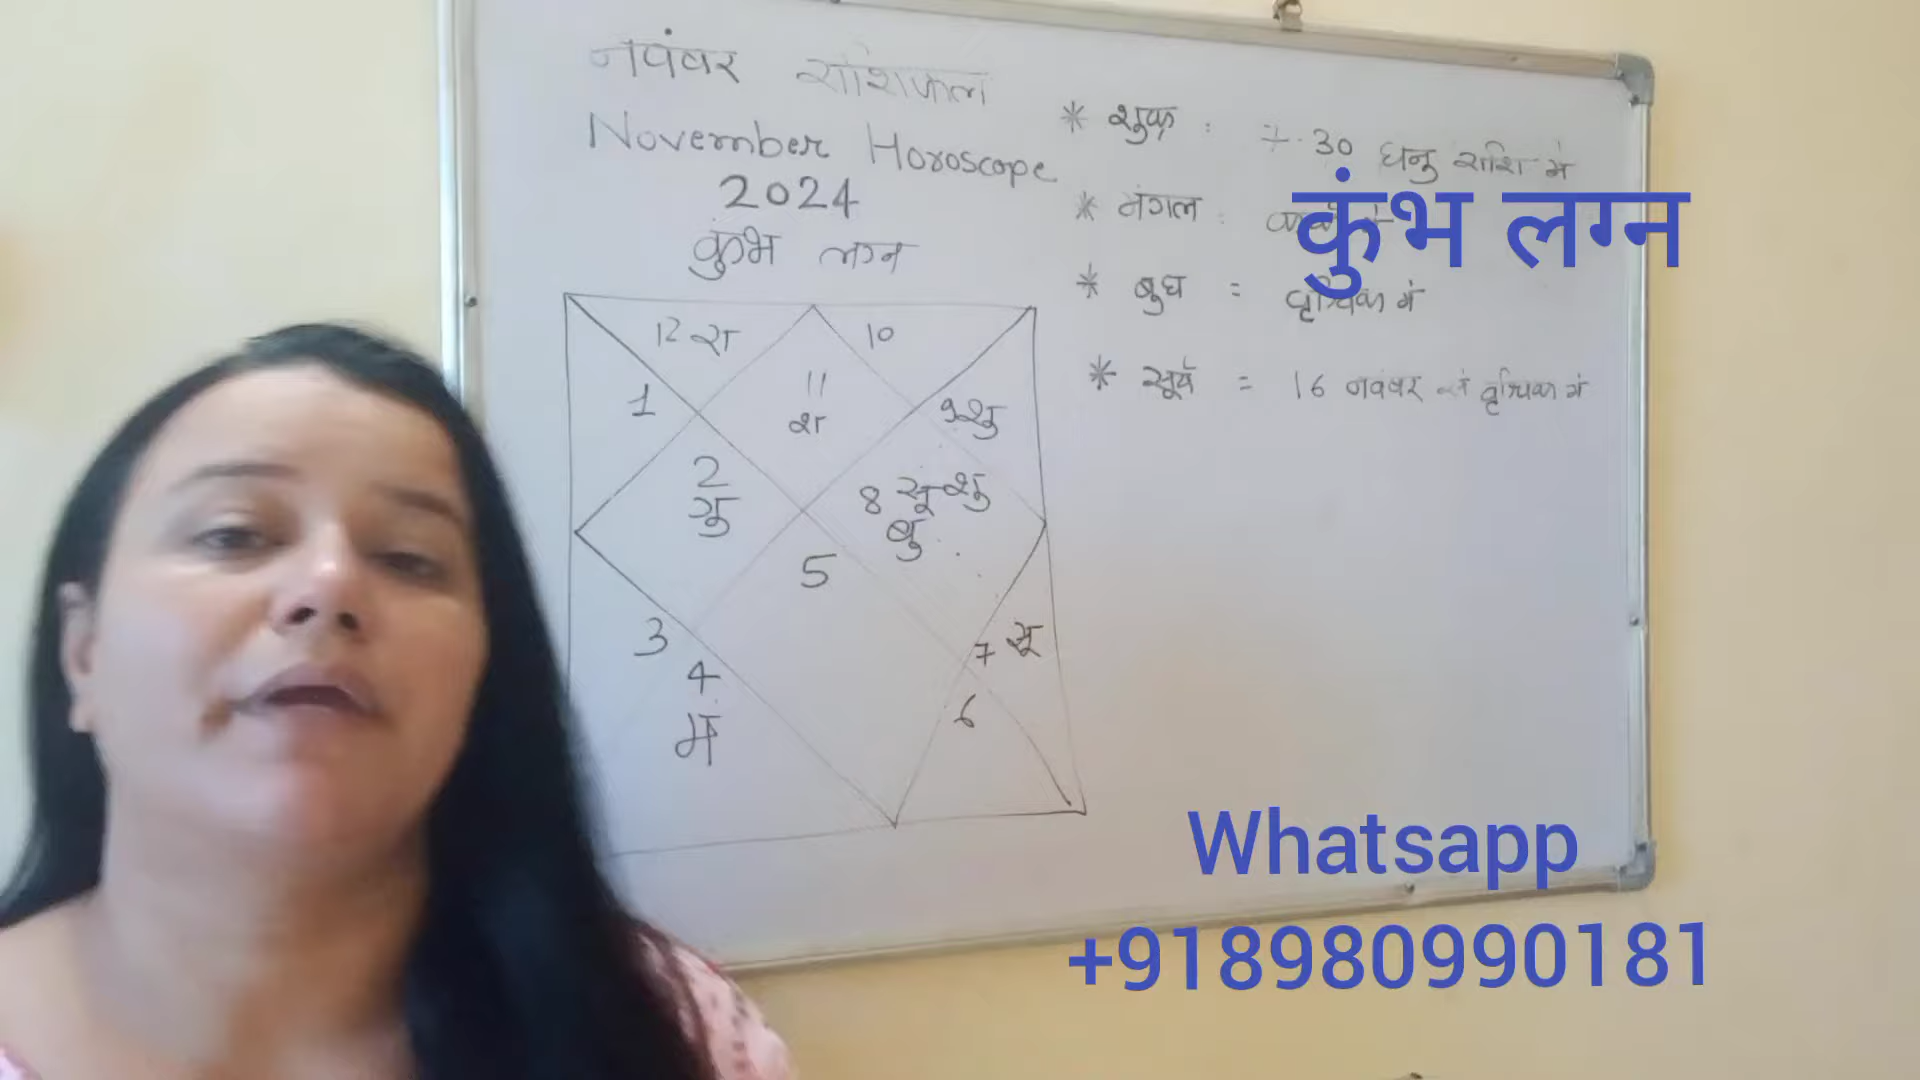 नवंबर राशिफल
November Horoscope
2024
कुंभ लग्न
* शुक्र : 7-30 धनु राशि में
* मंगल :
* बुध = वृश्चिक में
* सूर्य = 16 नवंबर से वृश्चिक में
कुंभ लग्न
12 रा
10
11
श
1
9 शु
2
गु
8 सू शु
बु
5
3
4
मं
7 सू
6
Whatsapp
+918980990181